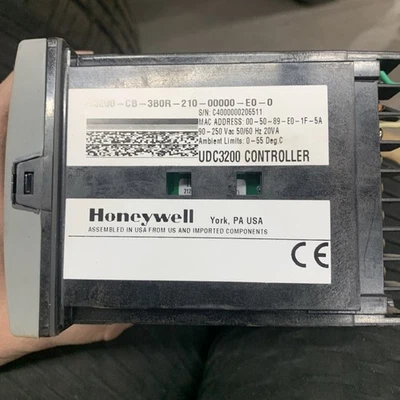 -CB-3B0R-210-00000-E0-0
S/N: C4000000206511
MAC ADDRESS: 00-50-89-E0-1F-5A
90-250 Vac 50/60 Hz 20VA
Ambient Limits: 0-55 Deg.C
UDC3200 CONTROLLER
212
Honeywell York, PA USA
ASSEMBLED IN USA FROM US AND IMPORTED COMPONENTS
CE